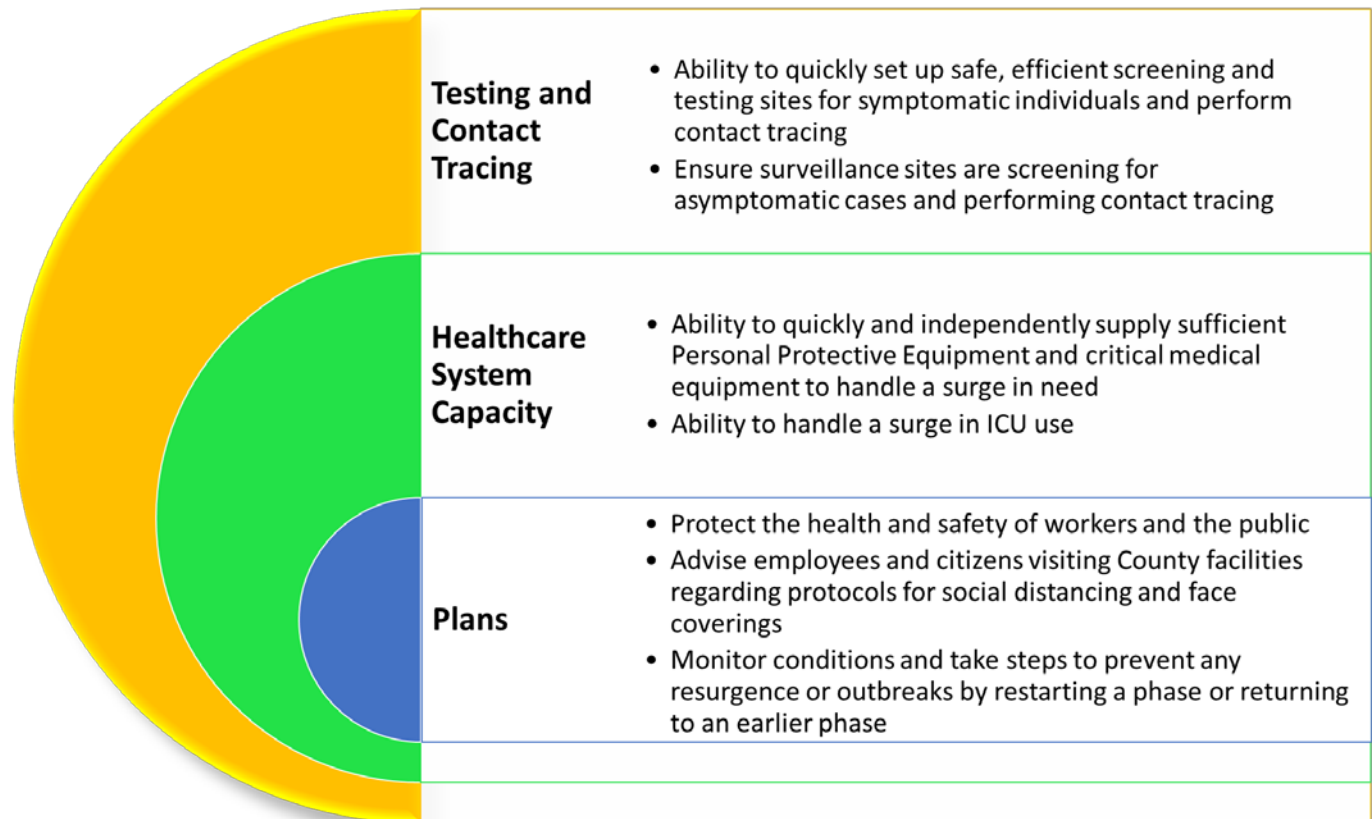 Testing and
Contact
Tracing
• Ability to quickly set up safe, efficient screening and
testing sites for symptomatic individuals and perform
contact tracing
• Ensure surveillance sites are screening for
asymptomatic cases and performing contact tracing
Healthcare
System
Capacity
• Ability to quickly and independently supply sufficient
Personal Protective Equipment and critical medical
equipment to handle a surge in need
• Ability to handle a surge in ICU use
Plans
• Protect the health and safety of workers and the public
• Advise employees and citizens visiting County facilities
regarding protocols for social distancing and face
coverings
• Monitor conditions and take steps to prevent any
resurgence or outbreaks by restarting a phase or returning
to an earlier phase